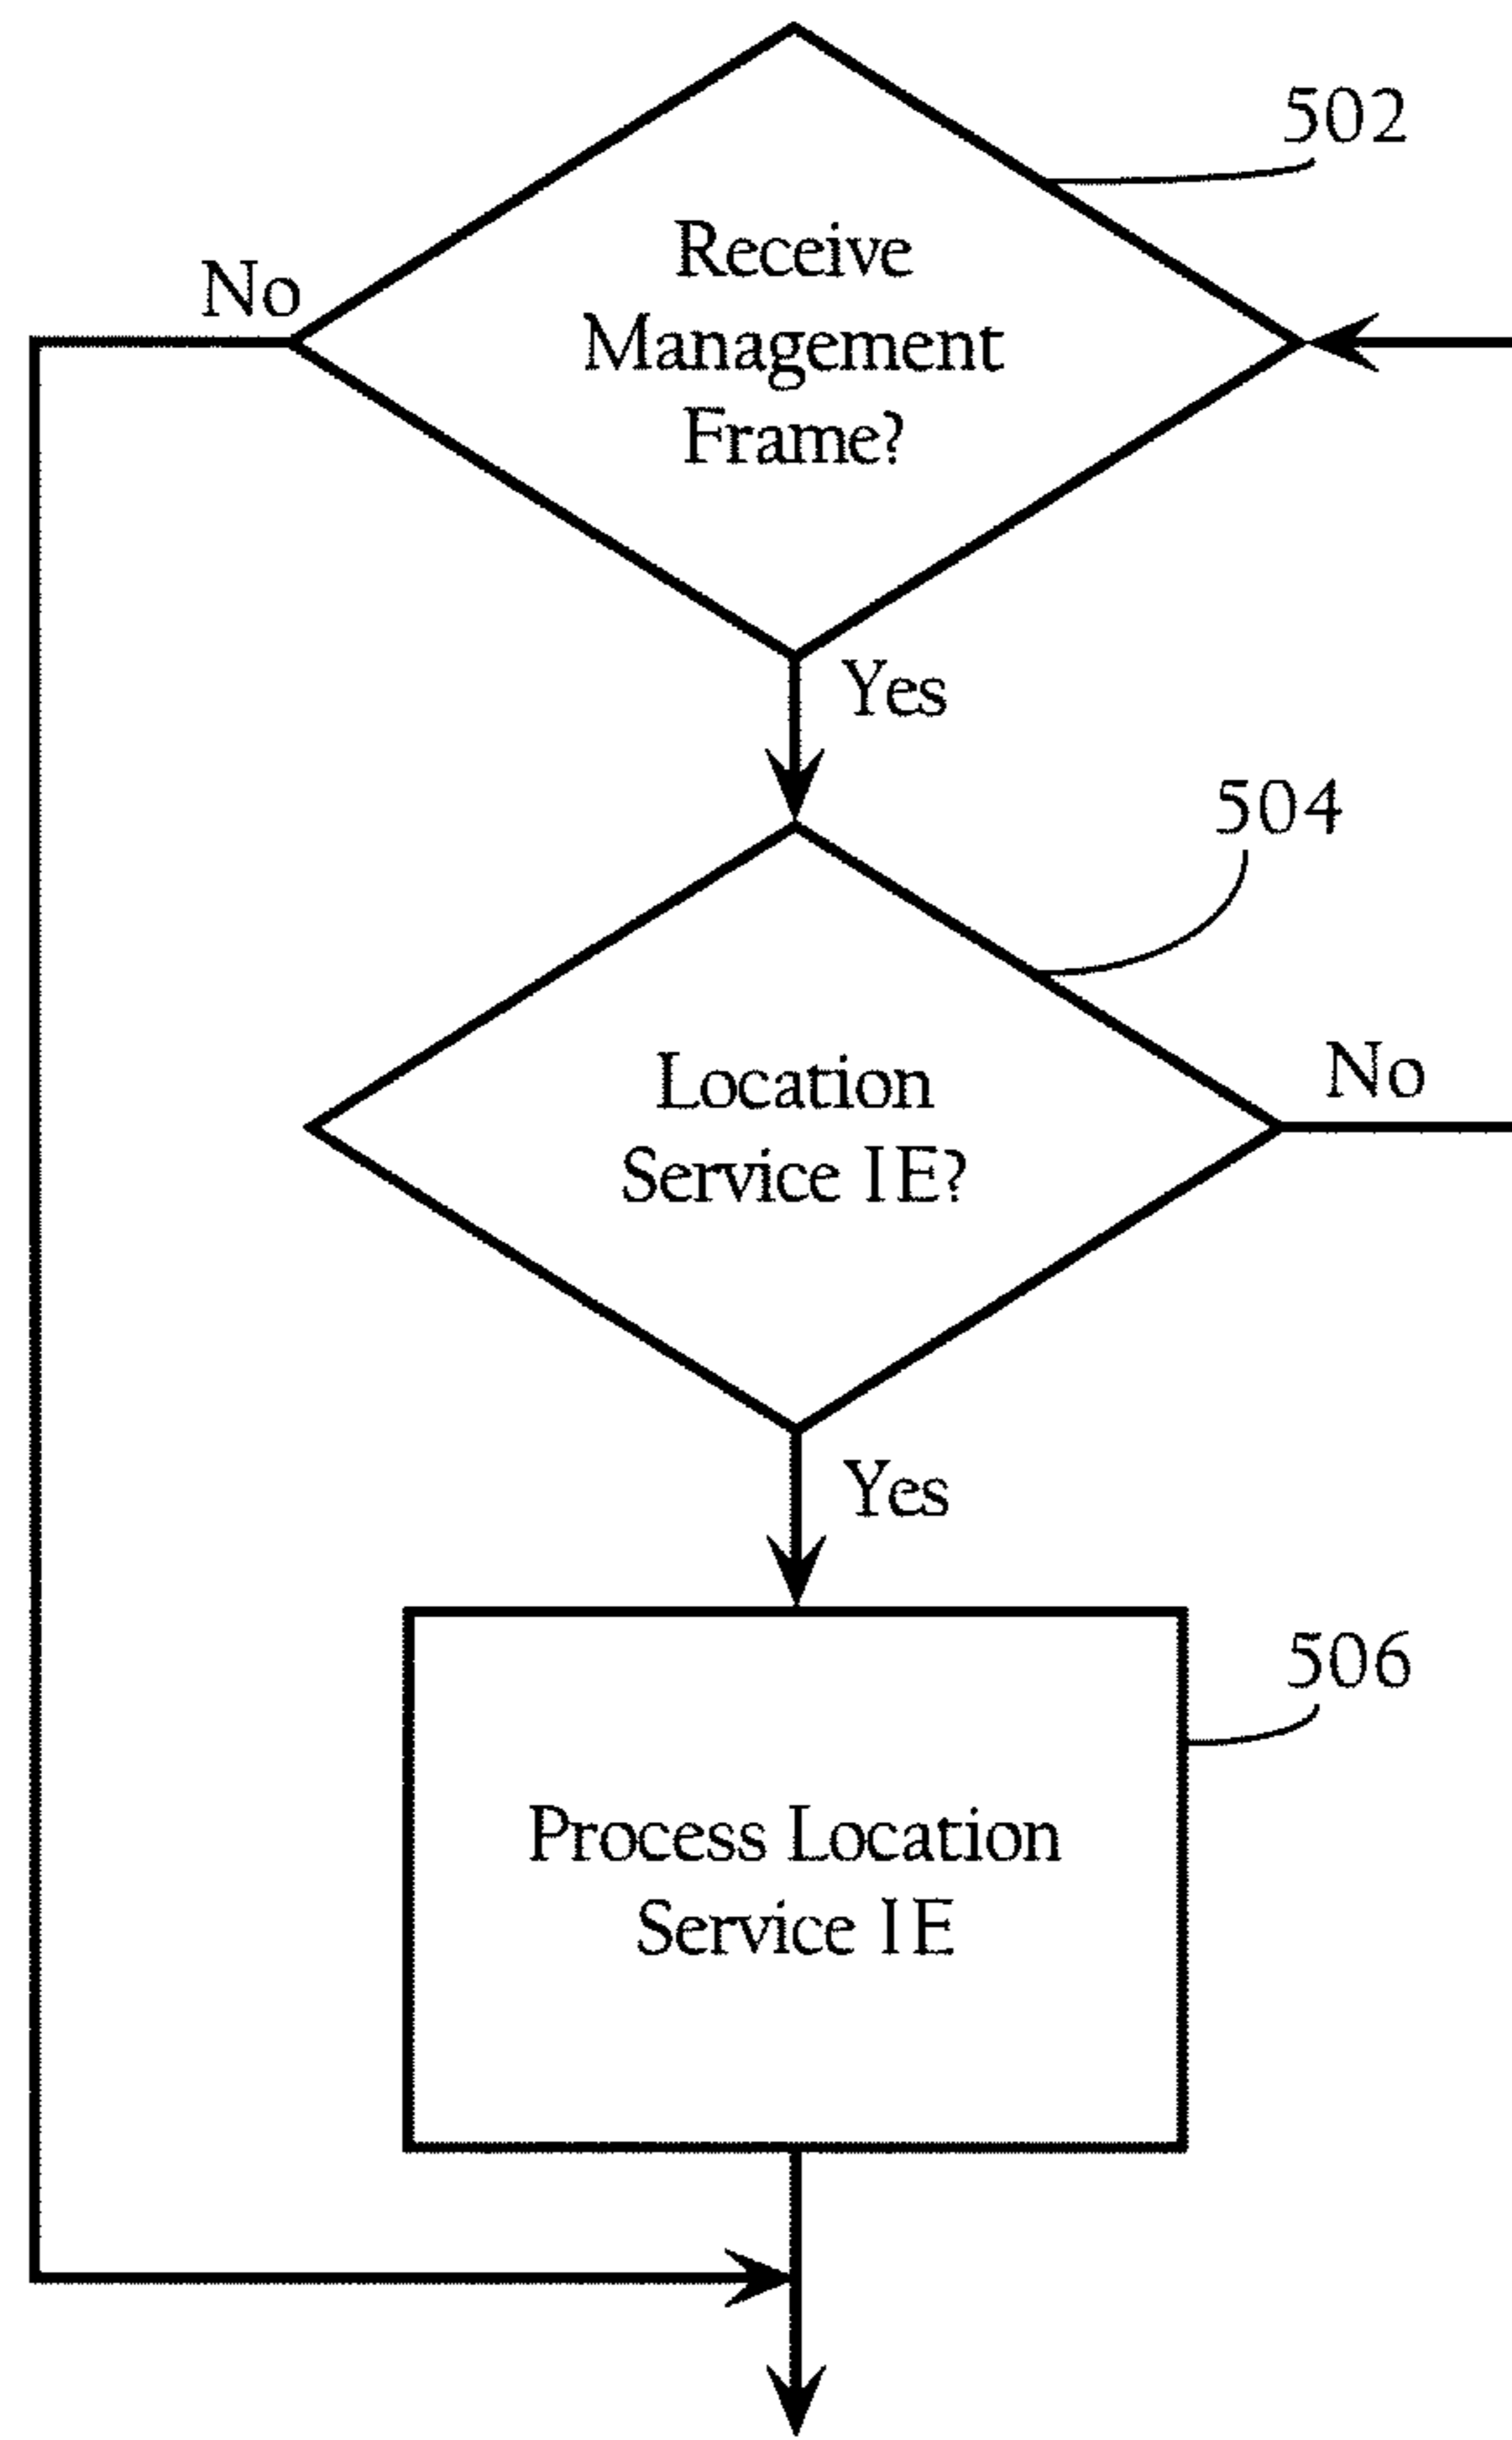 502
No
Receive
Management
Frame?
Yes
504
No
Location
Service IE?
Yes
506
Process Location
Service IE